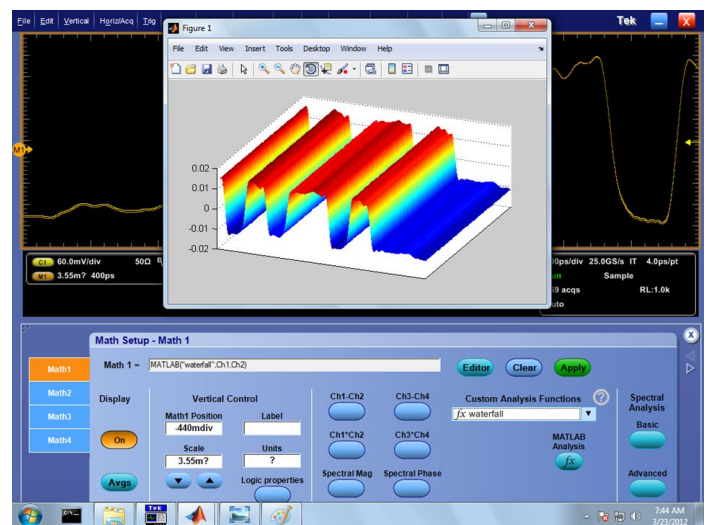 File Edit Vertical Horiz/Acq Trig
Tek
X
Figure 1
File Edit View Insert Tools Desktop Window Help
0.02
0.01
0
-0.01
-0.02
M1
C1 60.0mV/div 50Ω
M1 3.55m? 400ps
ps/div 25.0GS/s IT 4.0ps/pt
Sample
acqs RL:1.0k
uto
Math Setup - Math 1
X
Math1
Math2
Math3
Math4
Math 1 = MATLAB("waterfall",Ch1,Ch2)
Editor Clear Apply
Display
On
Avgs
Vertical Control
Math1 Position
-440mdiv
Label
Scale
3.55m?
Units
?
Logic properties
Ch1-Ch2 Ch3-Ch4
Ch1*Ch2 Ch3*Ch4
Spectral Mag Spectral Phase
Custom Analysis Functions ?
fx waterfall
MATLAB Analysis
fx
Spectral Analysis
Basic
Advanced
Tek
7:44 AM
3/23/2012